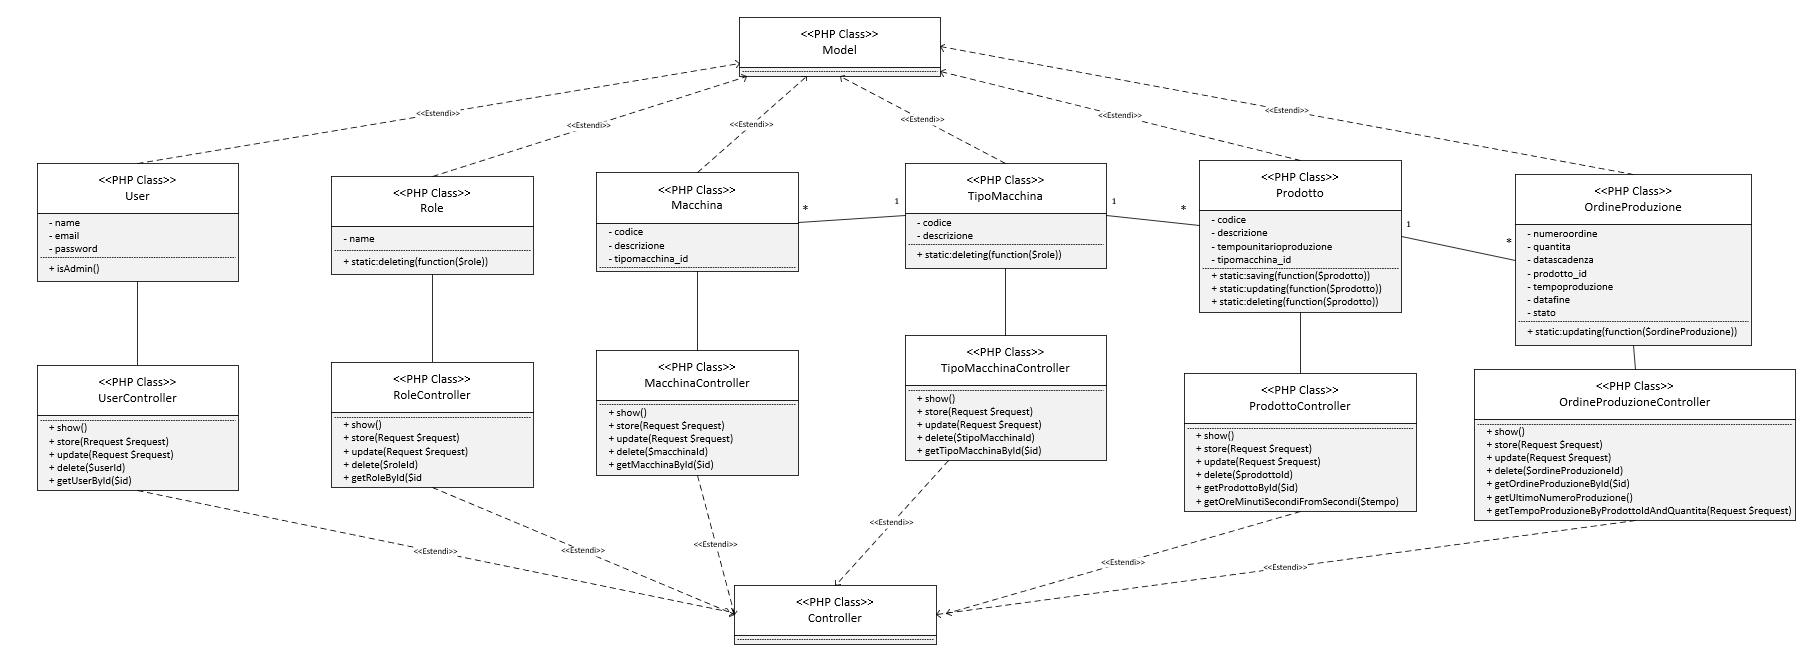 <<PHP Class>>
Model
<<Estendi>>
<<Estendi>>
<<Estendi>>
<<Estendi>>
<<Estendi>>
<<Estendi>>
<<PHP Class>>
User
- name
- email
- password
+ isAdmin()
<<PHP Class>>
Role
- name
+ static:deleting(function($role))
<<PHP Class>>
Macchina
- codice
- descrizione
- tipomacchina_id
*
1
<<PHP Class>>
TipoMacchina
- codice
- descrizione
+ static:deleting(function($role))
1
*
<<PHP Class>>
Prodotto
- codice
- descrizione
- tempounitarioproduzione
- tipomacchina_id
+ static:saving(function($prodotto))
+ static:updating(function($prodotto))
+ static:deleting(function($prodotto))
1
*
<<PHP Class>>
OrdineProduzione
- numeroordine
- quantita
- datascadenza
- prodotto_id
- tempoproduzione
- datafine
- stato
+ static:updating(function($ordineProduzione))
<<PHP Class>>
UserController
+ show()
+ store(Rrequest $request)
+ update(Request $request)
+ delete($userId)
+ getUserById($id)
<<PHP Class>>
RoleController
+ show()
+ store(Request $request)
+ update(Request $request)
+ delete($roleId)
+ getRoleById($id
<<PHP Class>>
MacchinaController
+ show()
+ store(Request $request)
+ update(Request $request)
+ delete($macchinaId)
+ getMacchinaById($id)
<<PHP Class>>
TipoMacchinaController
+ show()
+ store(Request $request)
+ update(Request $request)
+ delete($tipoMacchinaId)
+ getTipoMacchinaById($id)
<<PHP Class>>
ProdottoController
+ show()
+ store(Request $request)
+ update(Request $request)
+ delete($prodottoId)
+ getProdottoById($id)
+ getOreMinutiSecondiFromSecondi($tempo)
<<PHP Class>>
OrdineProduzioneController
+ show()
+ store(Request $request)
+ update(Request $request)
+ delete($ordineProduzioneId)
+ getOrdineProduzioneById($id)
+ getUltimoNumeroProduzione()
+ getTempoProduzioneByProdottoIdAndQuantita(Request $request)
<<Estendi>>
<<Estendi>>
<<Estendi>>
<<Estendi>>
<<Estendi>>
<<Estendi>>
<<PHP Class>>
Controller